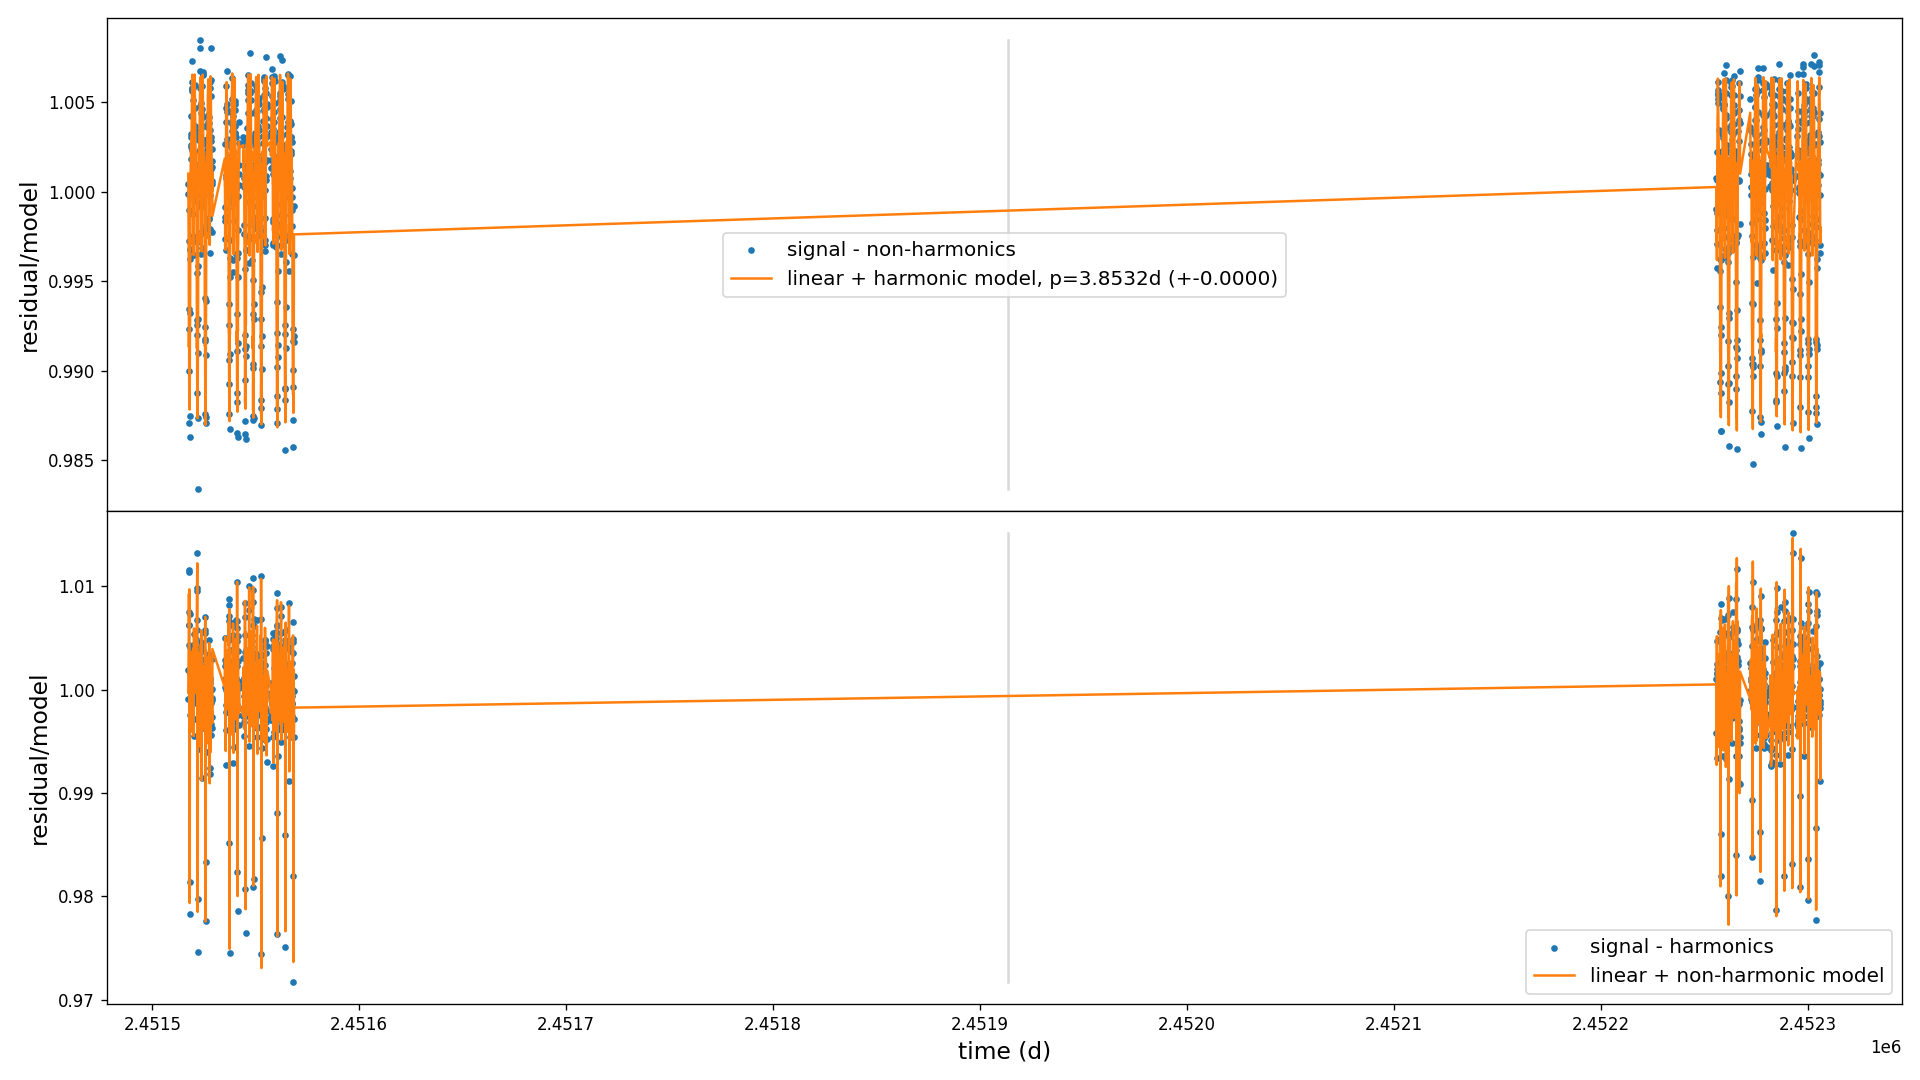 1.005
1.000
0.995
0.990
0.985
residual/model
signal - non-harmonics
linear + harmonic model, p=3.8532d (+-0.0000)
1.01
1.00
0.99
0.98
0.97
residual/model
signal - harmonics
linear + non-harmonic model
2.4515 2.4516 2.4517 2.4518 2.4519 2.4520 2.4521 2.4522 2.4523
time (d)
1e6